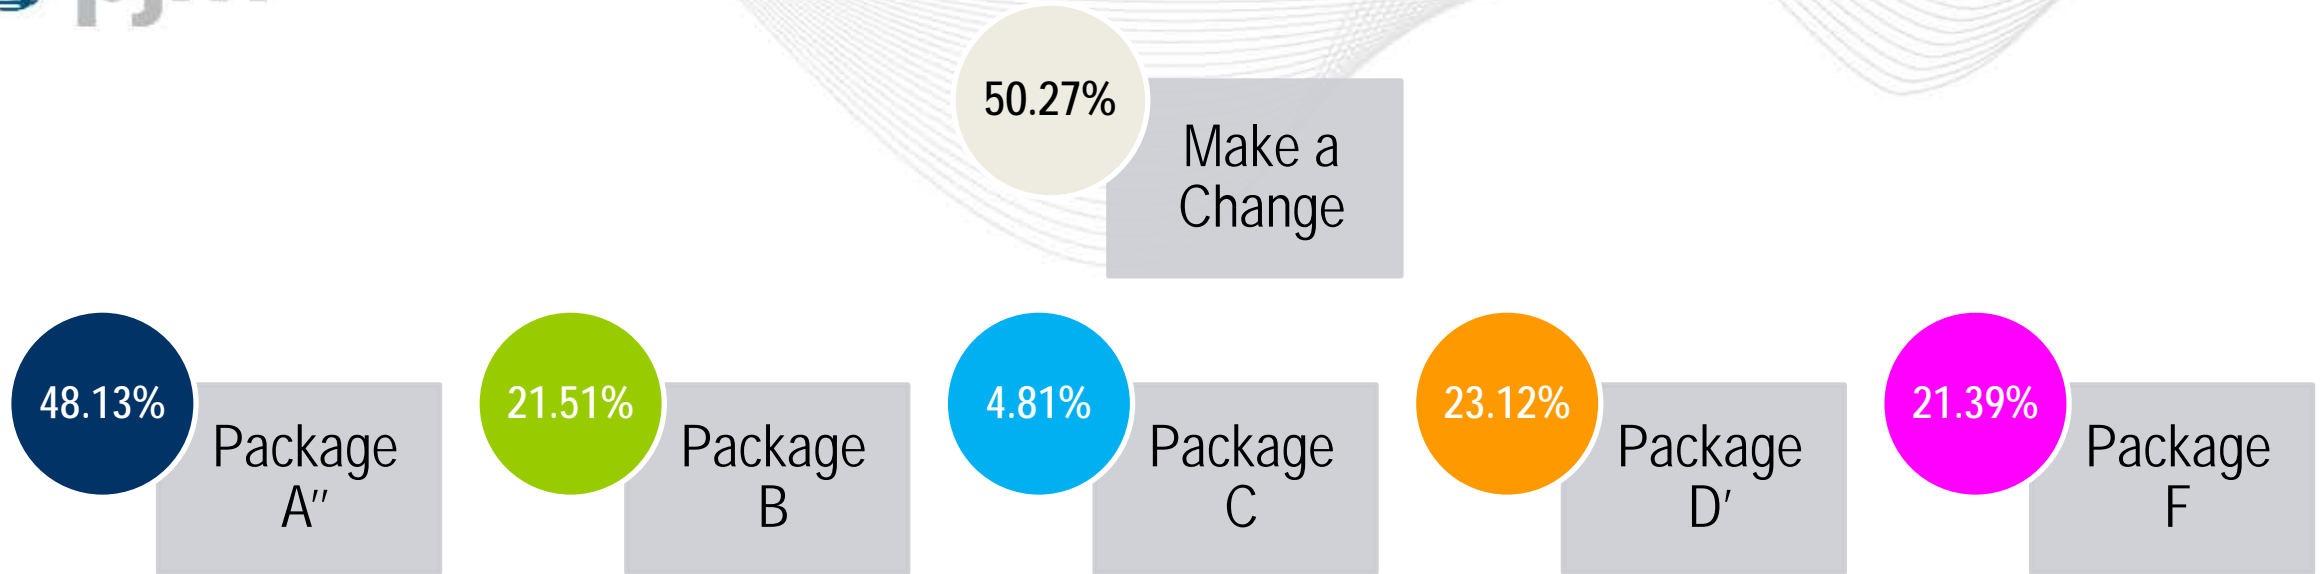 50.27%
Make a
Change
48.13%
Package
A″
21.51%
Package
B
4.81%
Package
C
23.12%
Package
D′
21.39%
Package
F